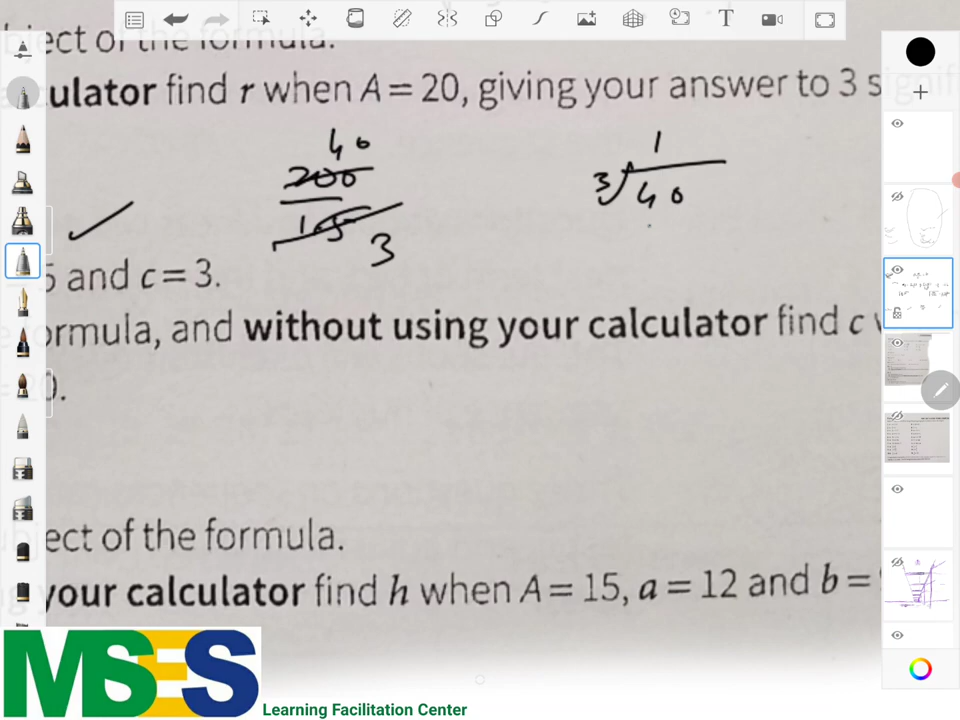 ect of the formula.
ulator find r when A = 20, giving your answer to 3 s
40
200
15
3
1
3 40
5 and c = 3.
ormula, and without using your calculator find c
20.
ect of the formula.
your calculator find h when A = 15, a = 12 and b =
MSES
Learning Facilitation Center